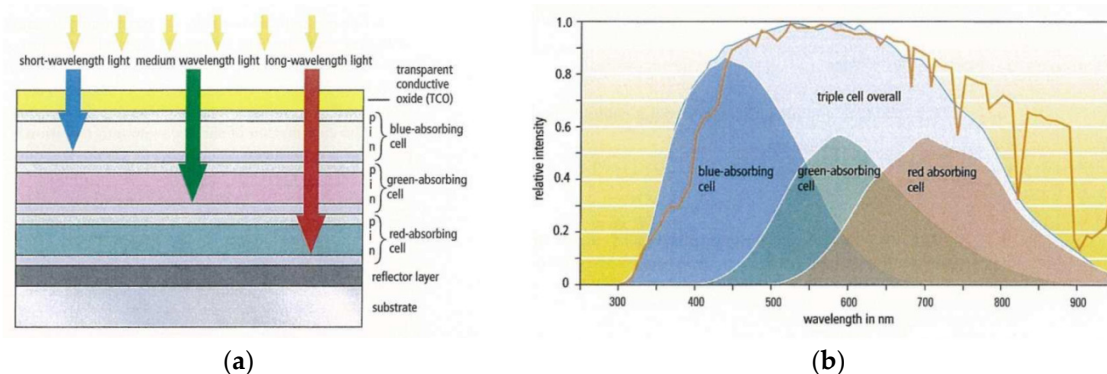 short-wavelength light medium wavelength light long-wavelength light
transparent
conductive
oxide (TCO)
p
i
n
blue-absorbing
cell
p
i
n
green-absorbing
cell
p
i
n
red-absorbing
cell
reflector layer
substrate
(a)
relative intensity
1.0
0.8
0.6
0.4
0.2
0
triple cell overall
blue-absorbing
cell
green-absorbing
cell
red absorbing
cell
300 400 500 600 700 800 900
wavelength in nm
(b)